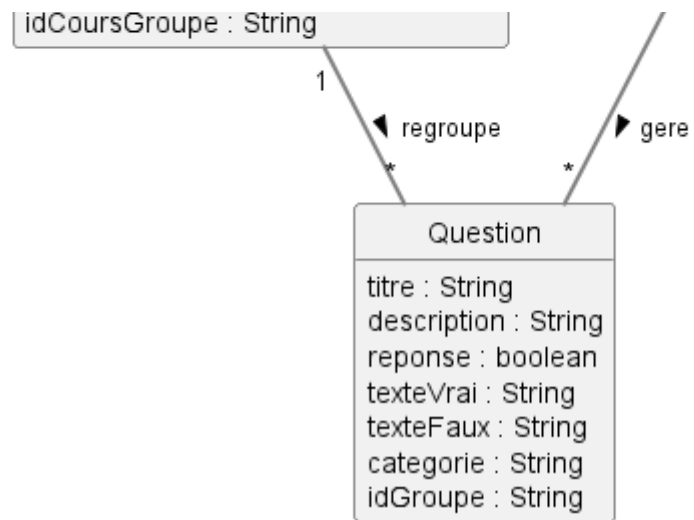 idCoursGroupe : String
1
regroupe
gere
*
*
Question
titre : String
description : String
reponse : boolean
texteVrai : String
texteFaux : String
categorie : String
idGroupe : String